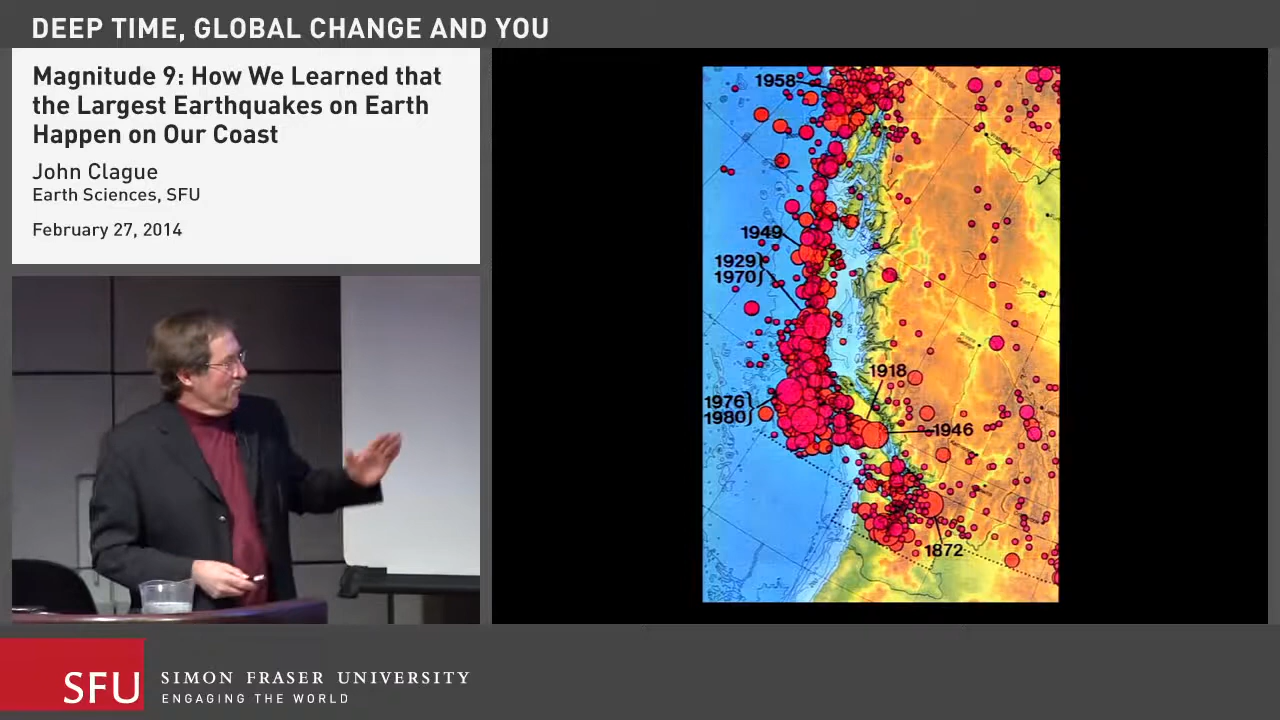 DEEP TIME, GLOBAL CHANGE AND YOU
Magnitude 9: How We Learned that
the Largest Earthquakes on Earth
Happen on Our Coast
John Clague
Earth Sciences, SFU
February 27, 2014
1958
1949
1929
1970
1918
1976
1980
1946
1872
SFU
SIMON FRASER UNIVERSITY
ENGAGING THE WORLD